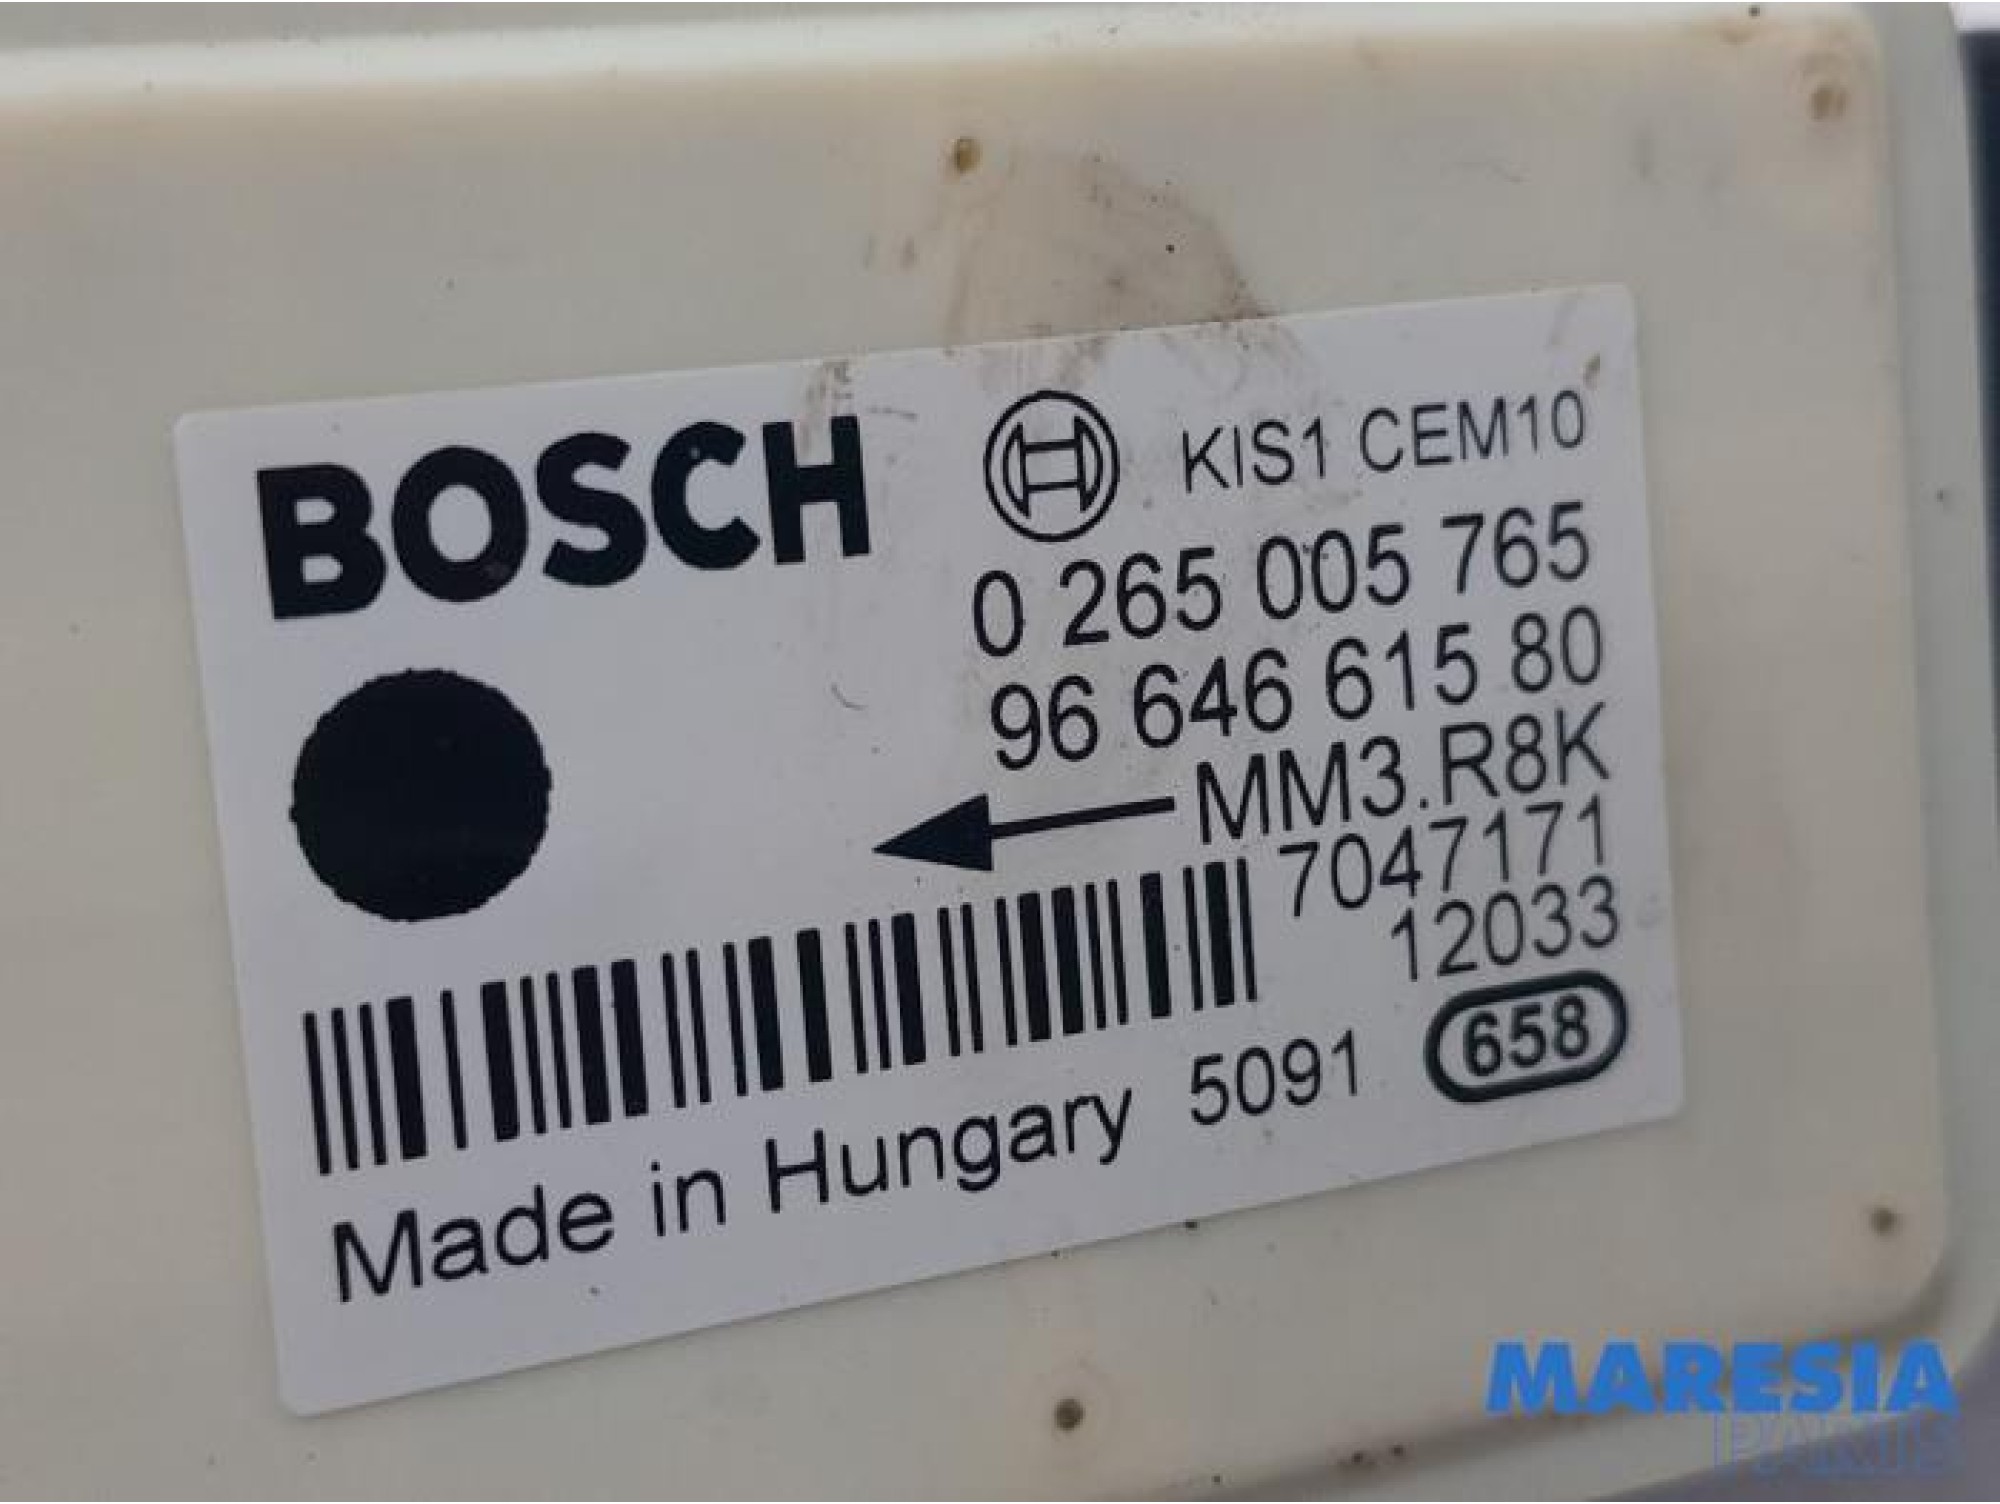 BOSCH KIS1 CEM10
0 265 005 765
96 646 615 80
MM3.R8K
7047171
12033
Made in Hungary 5091 658
MARESIA
PARTS